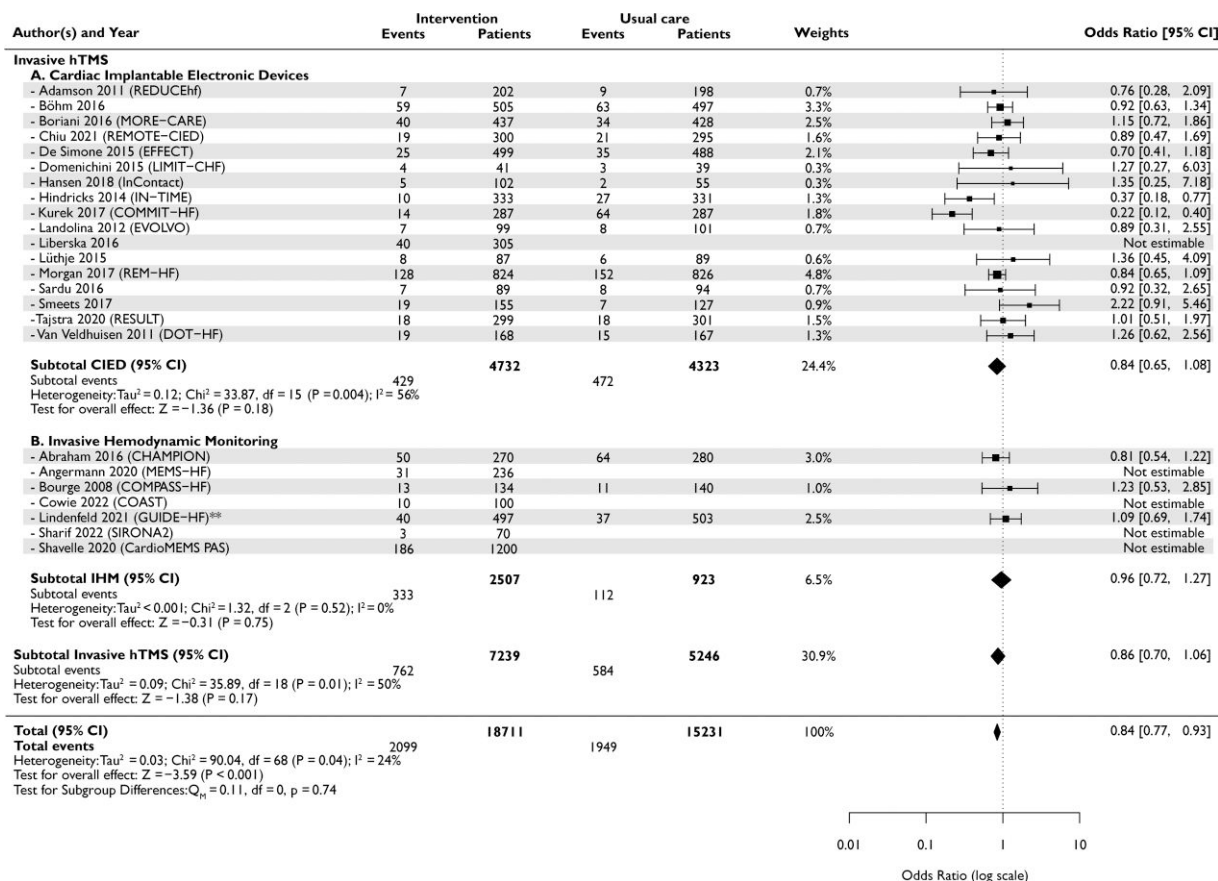 Intervention Usual care
Author(s) and Year Events Patients Events Patients Weights Odds Ratio [95% CI]
Invasive hTMS
A. Cardiac Implantable Electronic Devices
- Adamson 2011 (REDUCEhf) 7 202 9 198 0.7% 0.76 [0.28, 2.09]
- Böhm 2016 59 505 63 497 3.3% 0.92 [0.63, 1.34]
- Boriani 2016 (MORE−CARE) 40 437 34 428 2.5% 1.15 [0.72, 1.86]
- Chiu 2021 (REMOTE−CIED) 19 300 21 295 1.6% 0.89 [0.47, 1.69]
- De Simone 2015 (EFFECT) 25 499 35 488 2.1% 0.70 [0.41, 1.18]
- Domenichini 2015 (LIMIT−CHF) 4 41 3 39 0.3% 1.27 [0.27, 6.03]
- Hansen 2018 (InContact) 5 102 2 55 0.3% 1.35 [0.25, 7.18]
- Hindricks 2014 (IN−TIME) 10 333 27 331 1.3% 0.37 [0.18, 0.77]
- Kurek 2017 (COMMIT−HF) 14 287 64 287 1.8% 0.22 [0.12, 0.40]
- Landolina 2012 (EVOLVO) 7 99 8 101 0.7% 0.89 [0.31, 2.55]
- Liberska 2016 40 305 Not estimable
- Lüthje 2015 8 87 6 89 0.6% 1.36 [0.45, 4.09]
- Morgan 2017 (REM−HF) 128 824 152 826 4.8% 0.84 [0.65, 1.09]
- Sardu 2016 7 89 8 94 0.7% 0.92 [0.32, 2.65]
- Smeets 2017 19 155 7 127 0.9% 2.22 [0.91, 5.46]
-Tajstra 2020 (RESULT) 18 299 18 301 1.5% 1.01 [0.51, 1.97]
- Van Veldhuisen 2011 (DOT−HF) 19 168 15 167 1.3% 1.26 [0.62, 2.56]
Subtotal CIED (95% CI) 4732 4323 24.4% 0.84 [0.65, 1.08]
Subtotal events 429 472
Heterogeneity:Tau² = 0.12; Chi² = 33.87, df = 15 (P = 0.004); I² = 56%
Test for overall effect: Z = −1.36 (P = 0.18)
B. Invasive Hemodynamic Monitoring
- Abraham 2016 (CHAMPION) 50 270 64 280 3.0% 0.81 [0.54, 1.22]
- Angermann 2020 (MEMS−HF) 31 236 Not estimable
- Bourge 2008 (COMPASS−HF) 13 134 11 140 1.0% 1.23 [0.53, 2.85]
- Cowie 2022 (COAST) 10 100 Not estimable
- Lindenfeld 2021 (GUIDE−HF)** 40 497 37 503 2.5% 1.09 [0.69, 1.74]
- Sharif 2022 (SIRONA2) 3 70 Not estimable
- Shavelle 2020 (CardioMEMS PAS) 186 1200 Not estimable
Subtotal IHM (95% CI) 2507 923 6.5% 0.96 [0.72, 1.27]
Subtotal events 333 112
Heterogeneity:Tau² < 0.001; Chi² = 1.32, df = 2 (P = 0.52); I² = 0%
Test for overall effect: Z = −0.31 (P = 0.75)
Subtotal Invasive hTMS (95% CI) 7239 5246 30.9% 0.86 [0.70, 1.06]
Subtotal events 762 584
Heterogeneity:Tau² = 0.09; Chi² = 35.89, df = 18 (P = 0.01); I² = 50%
Test for overall effect: Z = −1.38 (P = 0.17)
Total (95% CI) 18711 15231 100% 0.84 [0.77, 0.93]
Total events 2099 1949
Heterogeneity:Tau² = 0.03; Chi² = 90.04, df = 68 (P = 0.04); I² = 24%
Test for overall effect: Z = −3.59 (P < 0.001)
Test for Subgroup Differences:Q_M = 0.11, df = 0, p = 0.74
0.01 0.1 1 10
Odds Ratio (log scale)